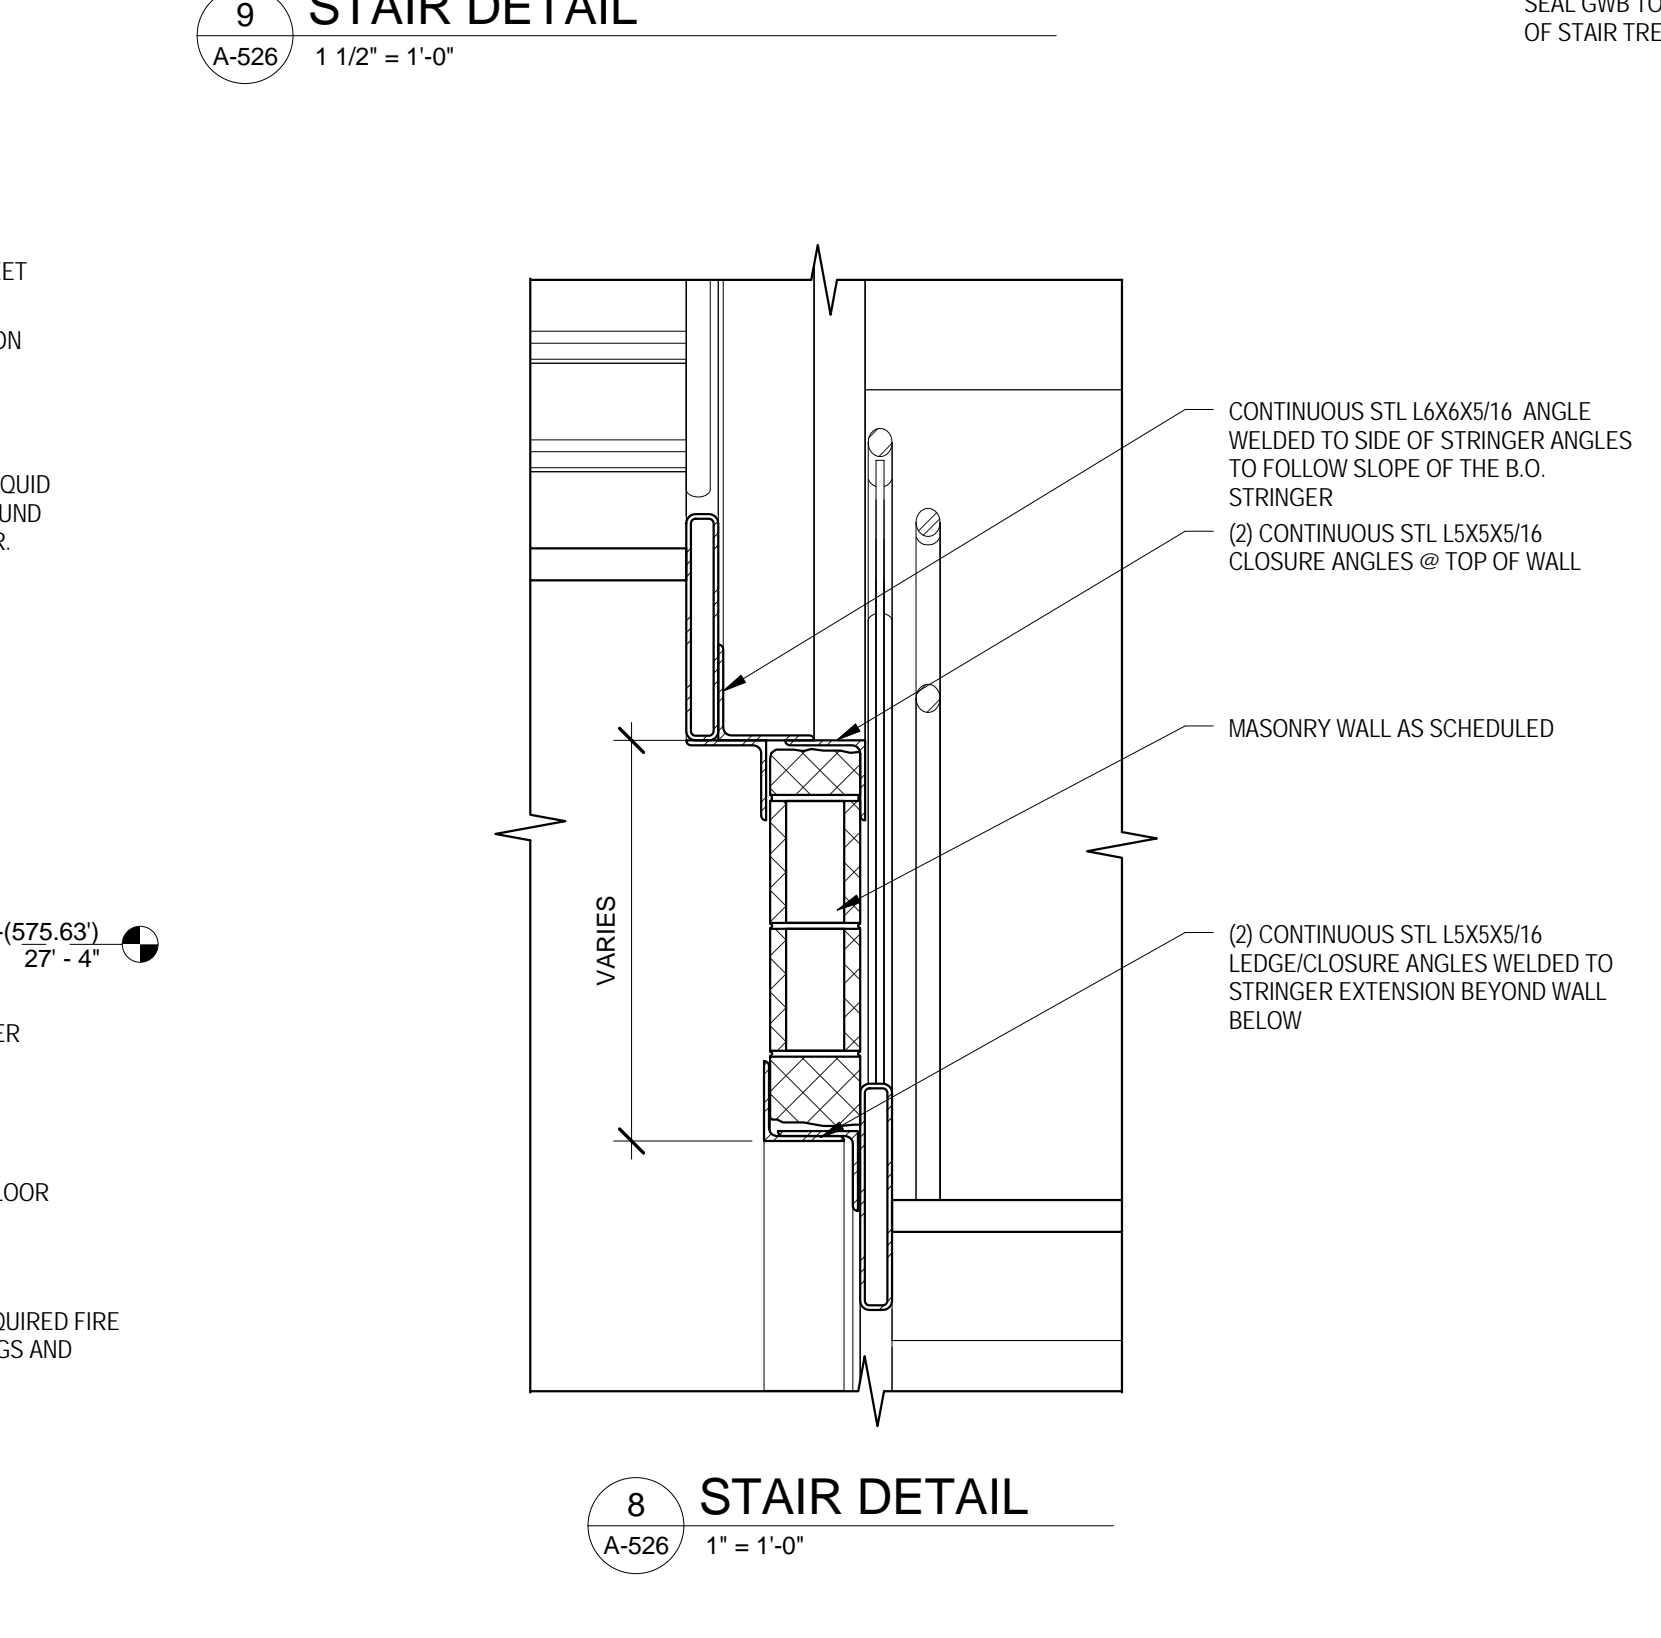 9
STAIR DETAIL
A-526
1 1/2" = 1'-0"
SEAL GWB TO
OF STAIR TRE
EET
ON
QUID
UND
R.
(575.63')
27' - 4"
ER
LOOR
QUIRED FIRE
GS AND
CONTINUOUS STL L6X6X5/16 ANGLE
WELDED TO SIDE OF STRINGER ANGLES
TO FOLLOW SLOPE OF THE B.O.
STRINGER
(2) CONTINUOUS STL L5X5X5/16
CLOSURE ANGLES @ TOP OF WALL
MASONRY WALL AS SCHEDULED
VARIES
(2) CONTINUOUS STL L5X5X5/16
LEDGE/CLOSURE ANGLES WELDED TO
STRINGER EXTENSION BEYOND WALL
BELOW
8
STAIR DETAIL
A-526
1" = 1'-0"